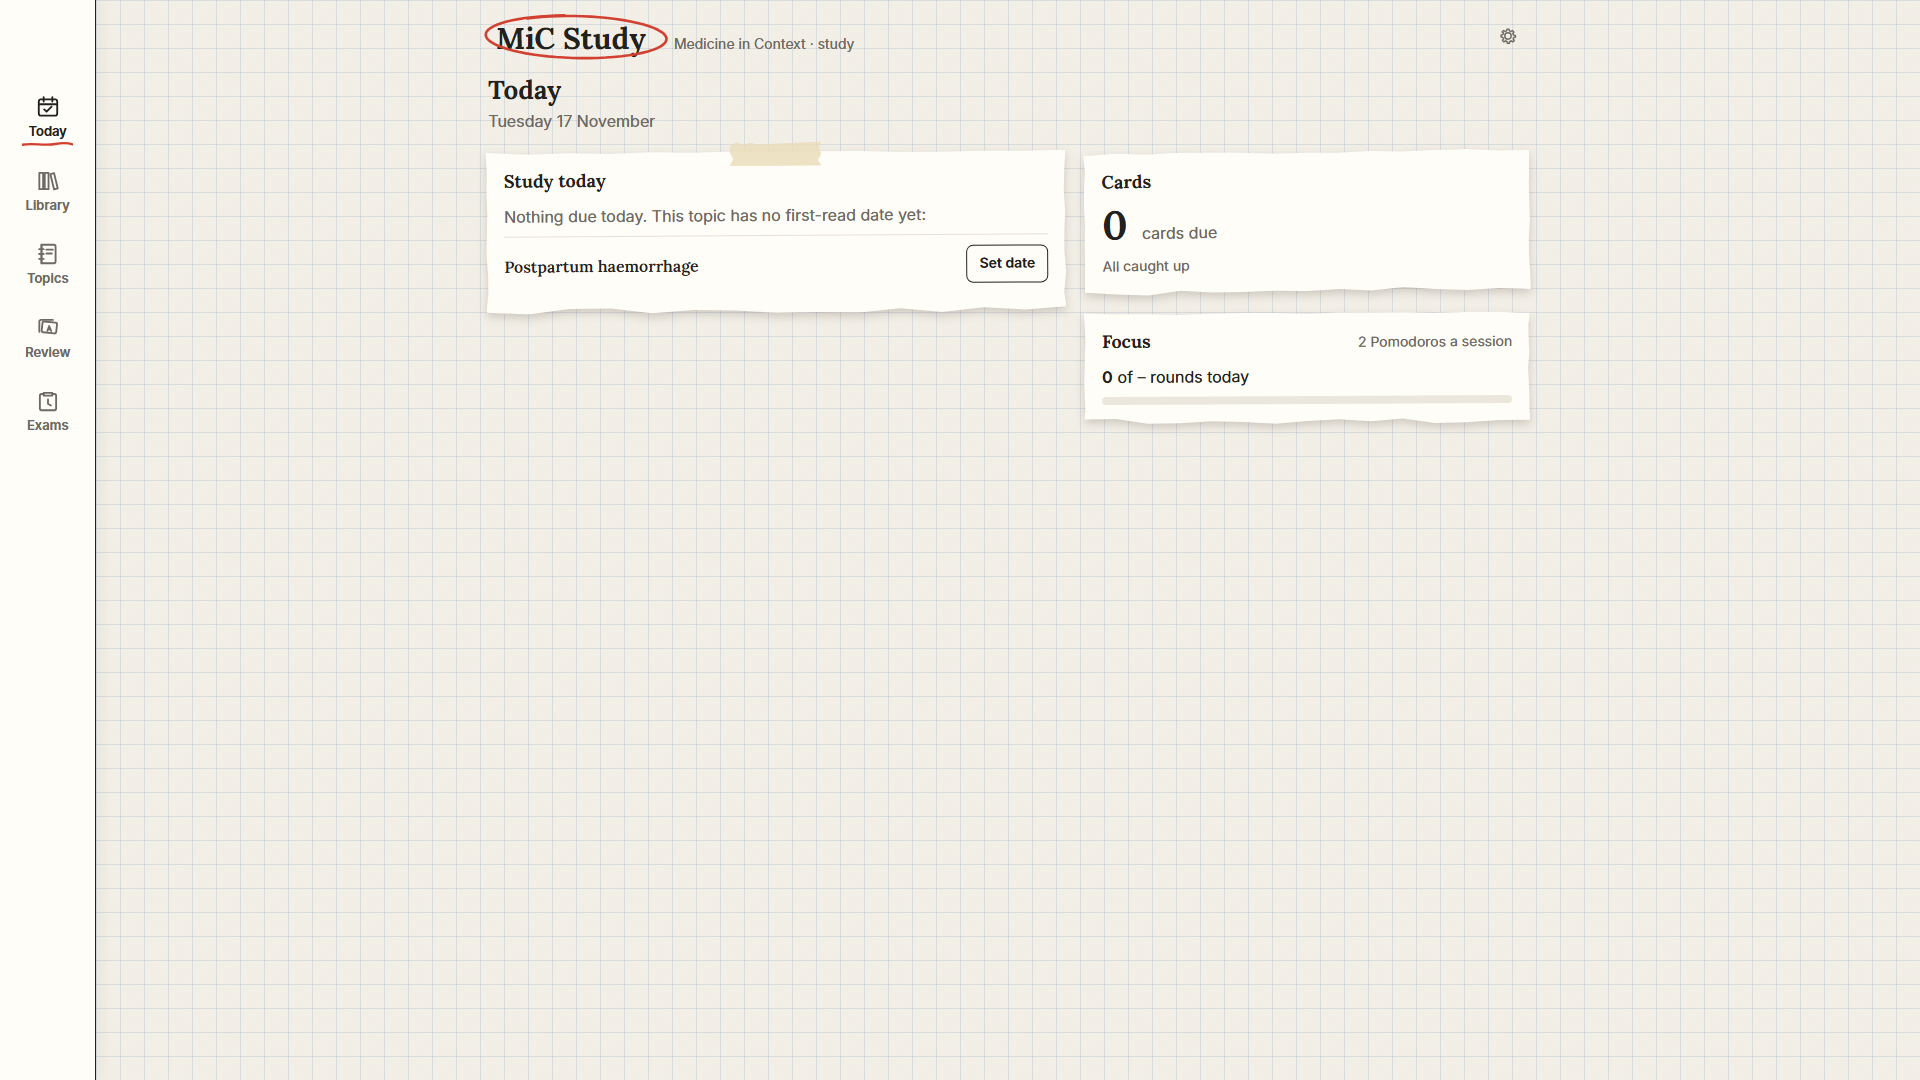 MiC Study
Medicine in Context · study
Today
Tuesday 17 November
Today
Library
Topics
Review
Exams
Study today
Nothing due today. This topic has no first-read date yet:
Postpartum haemorrhage
Set date
Cards
0 cards due
All caught up
Focus
2 Pomodoros a session
0 of – rounds today